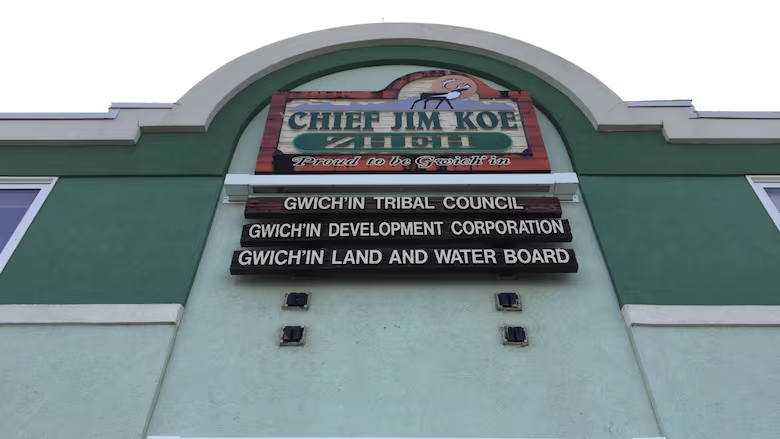 CHIEF JIM KOE
ZHEH
Proud to be Gwich'in
GWICH'IN TRIBAL COUNCIL
GWICH'IN DEVELOPMENT CORPORATION
GWICH'IN LAND AND WATER BOARD